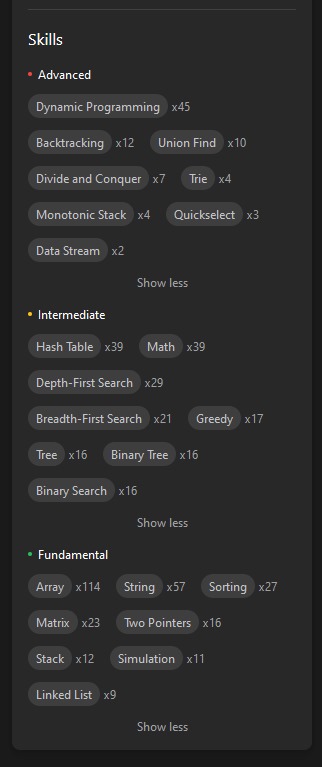 Skills
Advanced
Dynamic Programming x45
Backtracking x12 Union Find x10
Divide and Conquer x7 Trie x4
Monotonic Stack x4 Quickselect x3
Data Stream x2
Show less
Intermediate
Hash Table x39 Math x39
Depth-First Search x29
Breadth-First Search x21 Greedy x17
Tree x16 Binary Tree x16
Binary Search x16
Show less
Fundamental
Array x114 String x57 Sorting x27
Matrix x23 Two Pointers x16
Stack x12 Simulation x11
Linked List x9
Show less